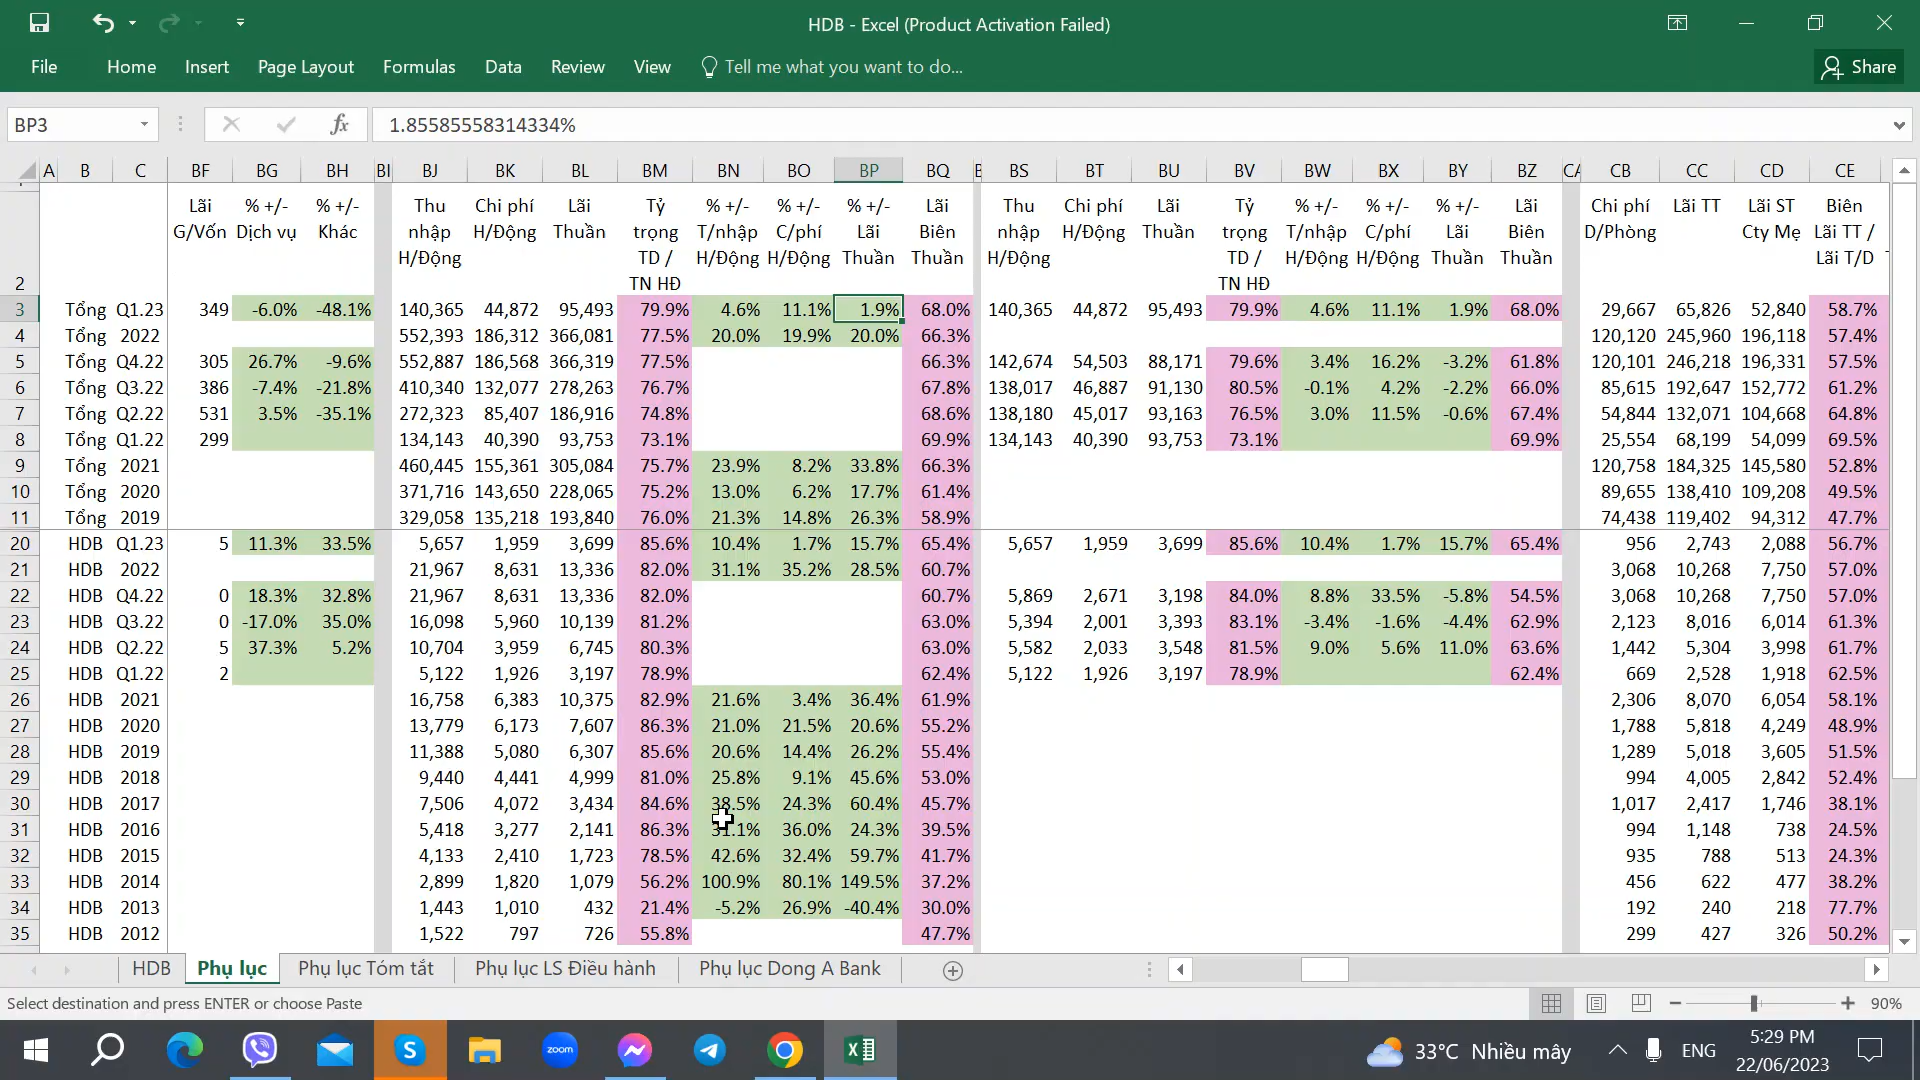 HDB - Excel (Product Activation Failed)
File Home Insert Page Layout Formulas Data Review View Tell me what you want to do... Share
BP3 fx 1.85585558314334%
A B C BF BG BH BI BJ BK BL BM BN BO BP BQ BS BT BU BV BW BX BY BZ CA CB CC CD CE
Lãi % +/- % +/- Thu Chi phí Lãi Tỷ % +/- % +/- % +/- Lãi Thu Chi phí Lãi Tỷ % +/- % +/- % +/- Lãi Chi phí Lãi TT Lãi ST Biên
G/Vốn Dịch vụ Khác nhập H/Động Thuần trọng T/nhập C/phí Lãi Biên nhập H/Động Thuần trọng T/nhập C/phí Lãi Biên D/Phòng Cty Mẹ Lãi TT /
H/Động TD / H/Động H/Động Thuần Thuần H/Động TD / H/Động H/Động Thuần Thuần Lãi T/D
2 TN HĐ TN HĐ
3 Tổng Q1.23 349 -6.0% -48.1% 140,365 44,872 95,493 79.9% 4.6% 11.1% 1.9% 68.0% 140,365 44,872 95,493 79.9% 4.6% 11.1% 1.9% 68.0% 29,667 65,826 52,840 58.7%
4 Tổng 2022 552,393 186,312 366,081 77.5% 20.0% 19.9% 20.0% 66.3% 120,120 245,960 196,118 57.4%
5 Tổng Q4.22 305 26.7% -9.6% 552,887 186,568 366,319 77.5% 66.3% 142,674 54,503 88,171 79.6% 3.4% 16.2% -3.2% 61.8% 120,101 246,218 196,331 57.5%
6 Tổng Q3.22 386 -7.4% -21.8% 410,340 132,077 278,263 76.7% 67.8% 138,017 46,887 91,130 80.5% -0.1% 4.2% -2.2% 66.0% 85,615 192,647 152,772 61.2%
7 Tổng Q2.22 531 3.5% -35.1% 272,323 85,407 186,916 74.8% 68.6% 138,180 45,017 93,163 76.5% 3.0% 11.5% -0.6% 67.4% 54,844 132,071 104,668 64.8%
8 Tổng Q1.22 299 134,143 40,390 93,753 73.1% 69.9% 134,143 40,390 93,753 73.1% 69.9% 25,554 68,199 54,099 69.5%
9 Tổng 2021 460,445 155,361 305,084 75.7% 23.9% 8.2% 33.8% 66.3% 120,758 184,325 145,580 52.8%
10 Tổng 2020 371,716 143,650 228,065 75.2% 13.0% 6.2% 17.7% 61.4% 89,655 138,410 109,208 49.5%
11 Tổng 2019 329,058 135,218 193,840 76.0% 21.3% 14.8% 26.3% 58.9% 74,438 119,402 94,312 47.7%
20 HDB Q1.23 5 11.3% 33.5% 5,657 1,959 3,699 85.6% 10.4% 1.7% 15.7% 65.4% 5,657 1,959 3,699 85.6% 10.4% 1.7% 15.7% 65.4% 956 2,743 2,088 56.7%
21 HDB 2022 21,967 8,631 13,336 82.0% 31.1% 35.2% 28.5% 60.7% 3,068 10,268 7,750 57.0%
22 HDB Q4.22 0 18.3% 32.8% 21,967 8,631 13,336 82.0% 60.7% 5,869 2,671 3,198 84.0% 8.8% 33.5% -5.8% 54.5% 3,068 10,268 7,750 57.0%
23 HDB Q3.22 0 -17.0% 35.0% 16,098 5,960 10,139 81.2% 63.0% 5,394 2,001 3,393 83.1% -3.4% -1.6% -4.4% 62.9% 2,123 8,016 6,014 61.3%
24 HDB Q2.22 5 37.3% 5.2% 10,704 3,959 6,745 80.3% 63.0% 5,582 2,033 3,548 81.5% 9.0% 5.6% 11.0% 63.6% 1,442 5,304 3,998 61.7%
25 HDB Q1.22 2 5,122 1,926 3,197 78.9% 62.4% 5,122 1,926 3,197 78.9% 62.4% 669 2,528 1,918 62.5%
26 HDB 2021 16,758 6,383 10,375 82.9% 21.6% 3.4% 36.4% 61.9% 2,306 8,070 6,054 58.1%
27 HDB 2020 13,779 6,173 7,607 86.3% 21.0% 21.5% 20.6% 55.2% 1,788 5,818 4,249 48.9%
28 HDB 2019 11,388 5,080 6,307 85.6% 20.6% 14.4% 26.2% 55.4% 1,289 5,018 3,605 51.5%
29 HDB 2018 9,440 4,441 4,999 81.0% 25.8% 9.1% 45.6% 53.0% 994 4,005 2,842 52.4%
30 HDB 2017 7,506 4,072 3,434 84.6% 38.5% 24.3% 60.4% 45.7% 1,017 2,417 1,746 38.1%
31 HDB 2016 5,418 3,277 2,141 86.3% 31.1% 36.0% 24.3% 39.5% 994 1,148 738 24.5%
32 HDB 2015 4,133 2,410 1,723 78.5% 42.6% 32.4% 59.7% 41.7% 935 788 513 24.3%
33 HDB 2014 2,899 1,820 1,079 56.2% 100.9% 80.1% 149.5% 37.2% 456 622 477 38.2%
34 HDB 2013 1,443 1,010 432 21.4% -5.2% 26.9% -40.4% 30.0% 192 240 218 77.7%
35 HDB 2012 1,522 797 726 55.8% 47.7% 299 427 326 50.2%
HDB Phụ lục Phụ lục Tóm tắt Phụ lục LS Điều hành Phụ lục Dong A Bank
Select destination and press ENTER or choose Paste 90%
S zoom 33°C Nhiều mây ENG 5:29 PM
22/06/2023